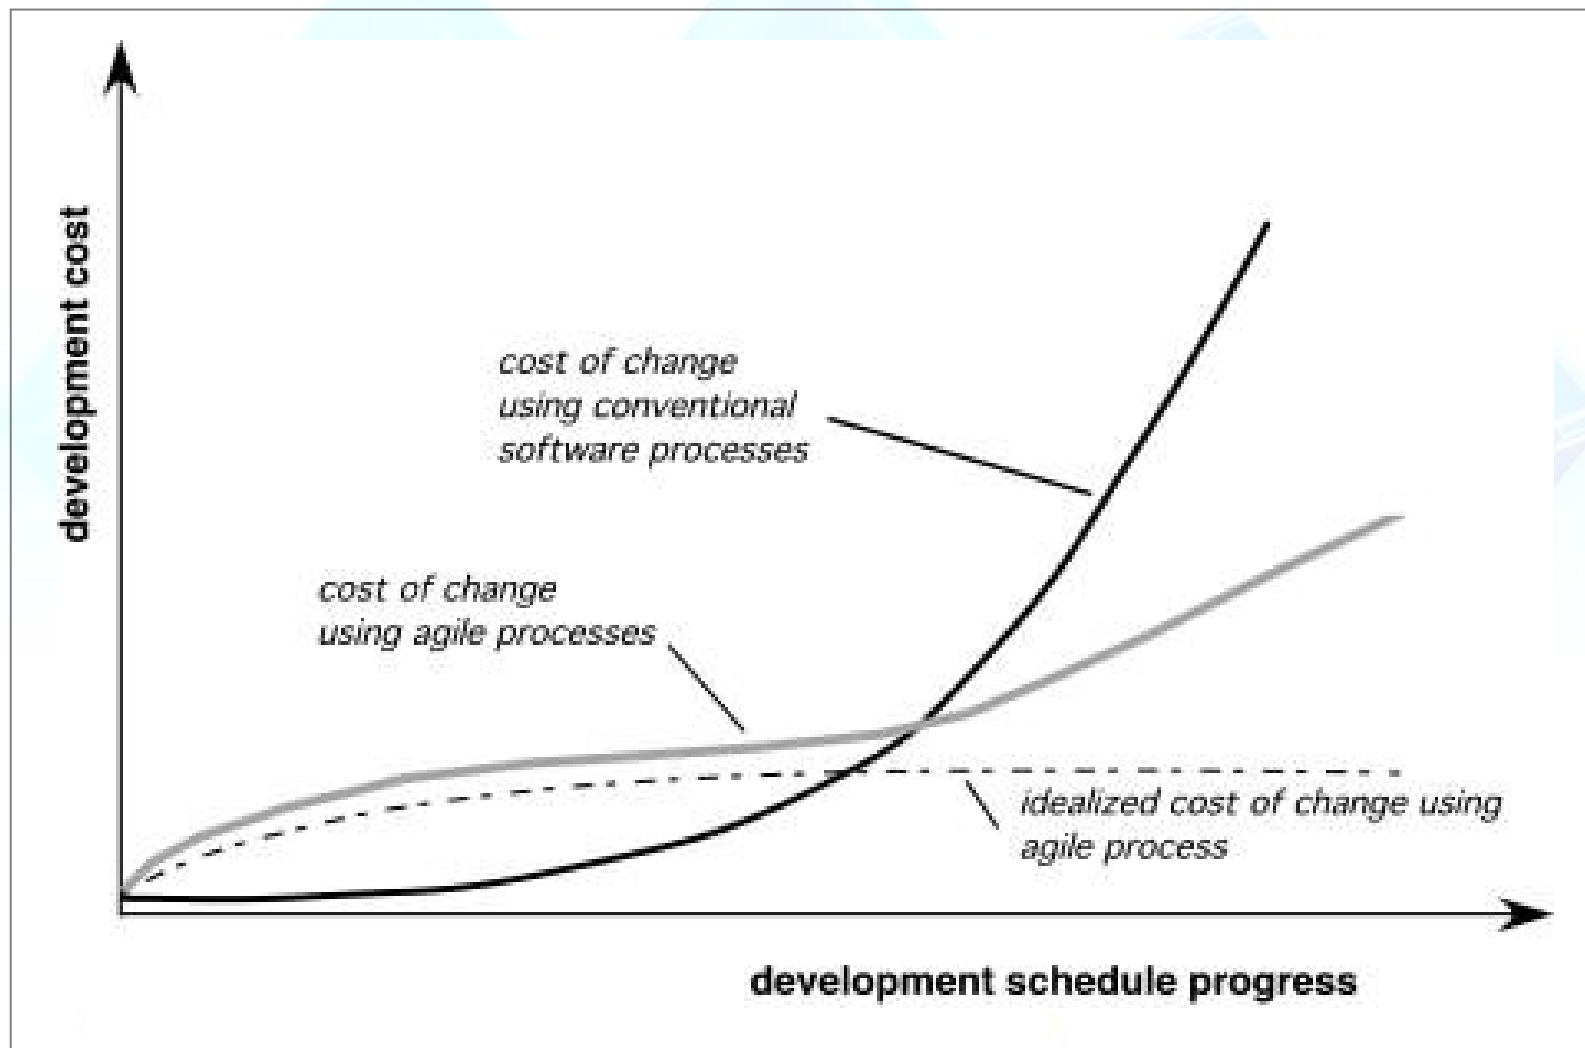 development cost
cost of change
using conventional
software processes
cost of change
using agile processes
idealized cost of change using
agile process
development schedule progress